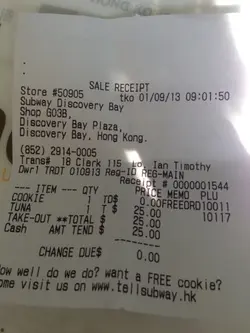 SALE RECEIPT
Store #50905 tko 01/09/13 09:01:50
Subway Discovery Bay
Shop G03B,
Discovery Bay Plaza,
Discovery Bay, Hong Kong.
(852) 2914-0005
Trans# 18 Clerk 116 Lo, Ian Timothy
Dwr1 TRDT 010913 Reg-ID REG-MAIN
Receipt # 0000001544
--- ITEM --- QTY PRICE MEMO PLU
COOKIE 1 TD$ 0.00FREEDRD10011
TUNA 1 T $ 25.00 10117
TAKE-OUT **TOTAL $ 25.00
Cash AMT TEND $ 25.00
CHANGE DUE$ 0.00
How well do we do? want a FREE cookie?
ome visit us on www.tellsubway.hk